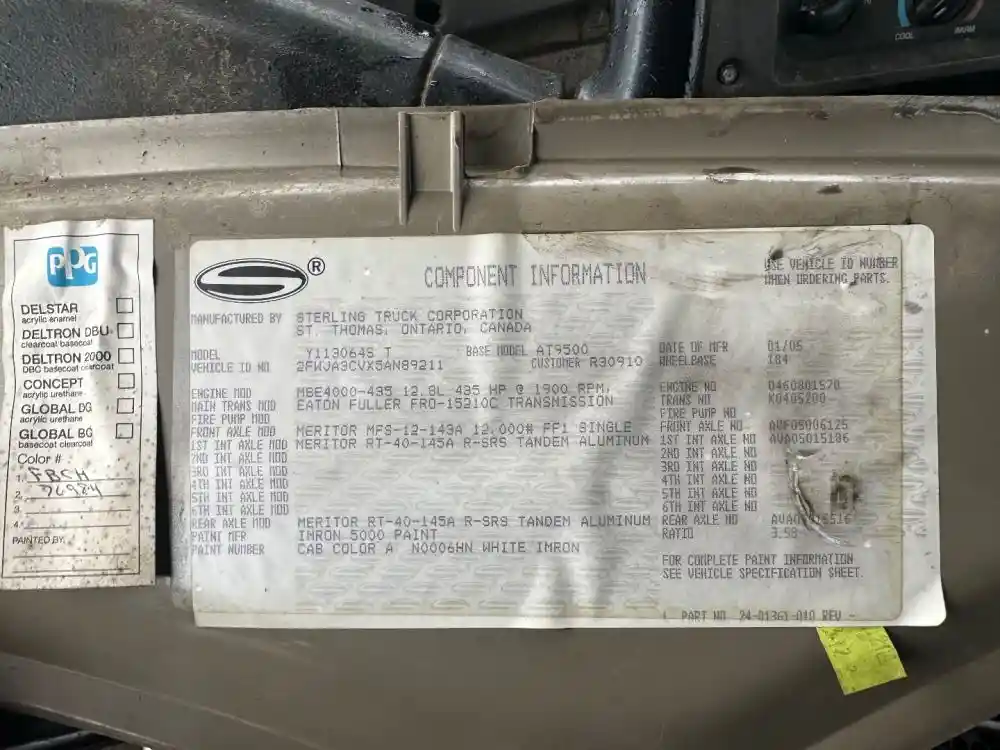 COOL WARM
PPG
DELSTAR
acrylic enamel
DELTRON DBU
clearcoat basecoat
DELTRON 2000
DBC basecoat clearcoat
CONCEPT
acrylic urethane
GLOBAL DG
acrylic urethane
GLOBAL BG
basecoat clearcoat
Color #
1. FBCH
2. 76984
3.
4.
PAINTED BY
®
COMPONENT INFORMATION
USE VEHICLE ID NUMBER
WHEN ORDERING PARTS.
MANUFACTURED BY STERLING TRUCK CORPORATION
ST. THOMAS, ONTARIO, CANADA
MODEL Y113064S T BASE MODEL AT9500 DATE OF MFR 01/05
VEHICLE ID NO 2FWJA3CVX5AN89211 CUSTOMER R30910 WHEELBASE 184
ENGINE MOD MBE4000-435 12.8L 435 HP @ 1900 RPM, ENGINE NO 0460801570
MAIN TRANS MOD EATON FULLER FRO-15210C TRANSMISSION TRANS NO K0405200
FIRE PUMP MOD FIRE PUMP NO
FRONT AXLE MOD MERITOR MFS-12-143A 12.000# FF1 SINGLE FRONT AXLE NO AVF05006125
1ST INT AXLE MOD MERITOR RT-40-145A R-SRS TANDEM ALUMINUM 1ST INT AXLE NO AVA05015186
2ND INT AXLE MOD 2ND INT AXLE NO
3RD INT AXLE MOD 3RD INT AXLE NO
4TH INT AXLE MOD 4TH INT AXLE NO
5TH INT AXLE MOD 5TH INT AXLE NO
6TH INT AXLE MOD 6TH INT AXLE NO
REAR AXLE MOD MERITOR RT-40-145A R-SRS TANDEM ALUMINUM REAR AXLE NO
PAINT MFR IMRON 5000 PAINT RATIO 3.58
PAINT NUMBER CAB COLOR A N0006HN WHITE IMRON
FOR COMPLETE PAINT INFORMATION
SEE VEHICLE SPECIFICATION SHEET.
PART NO 24-01361-010 REV -